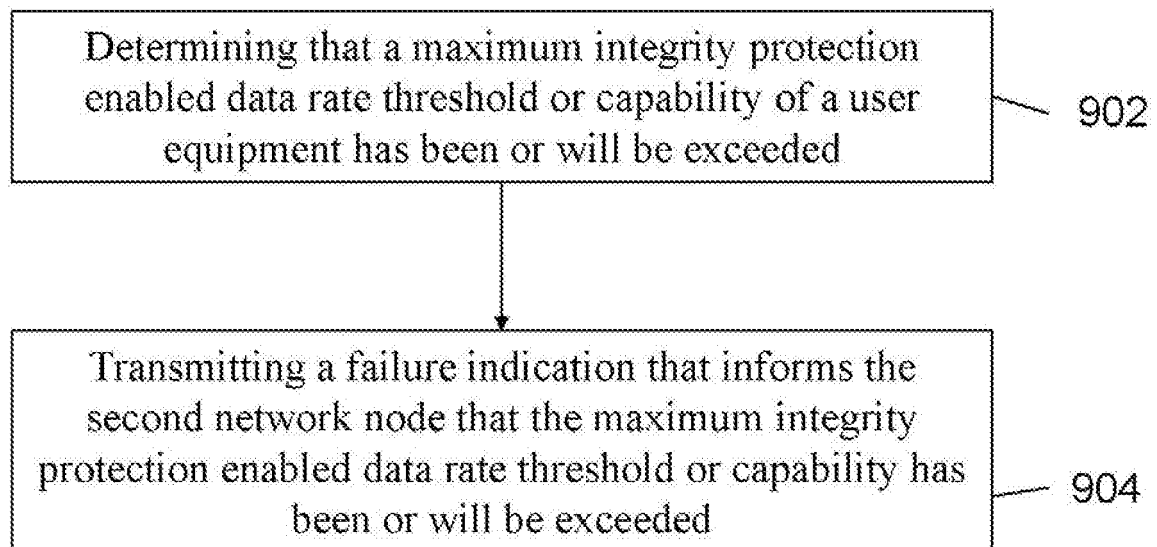 Determining that a maximum integrity protection
enabled data rate threshold or capability of a user
equipment has been or will be exceeded
902
Transmitting a failure indication that informs the
second network node that the maximum integrity
protection enabled data rate threshold or capability has
been or will be exceeded
904